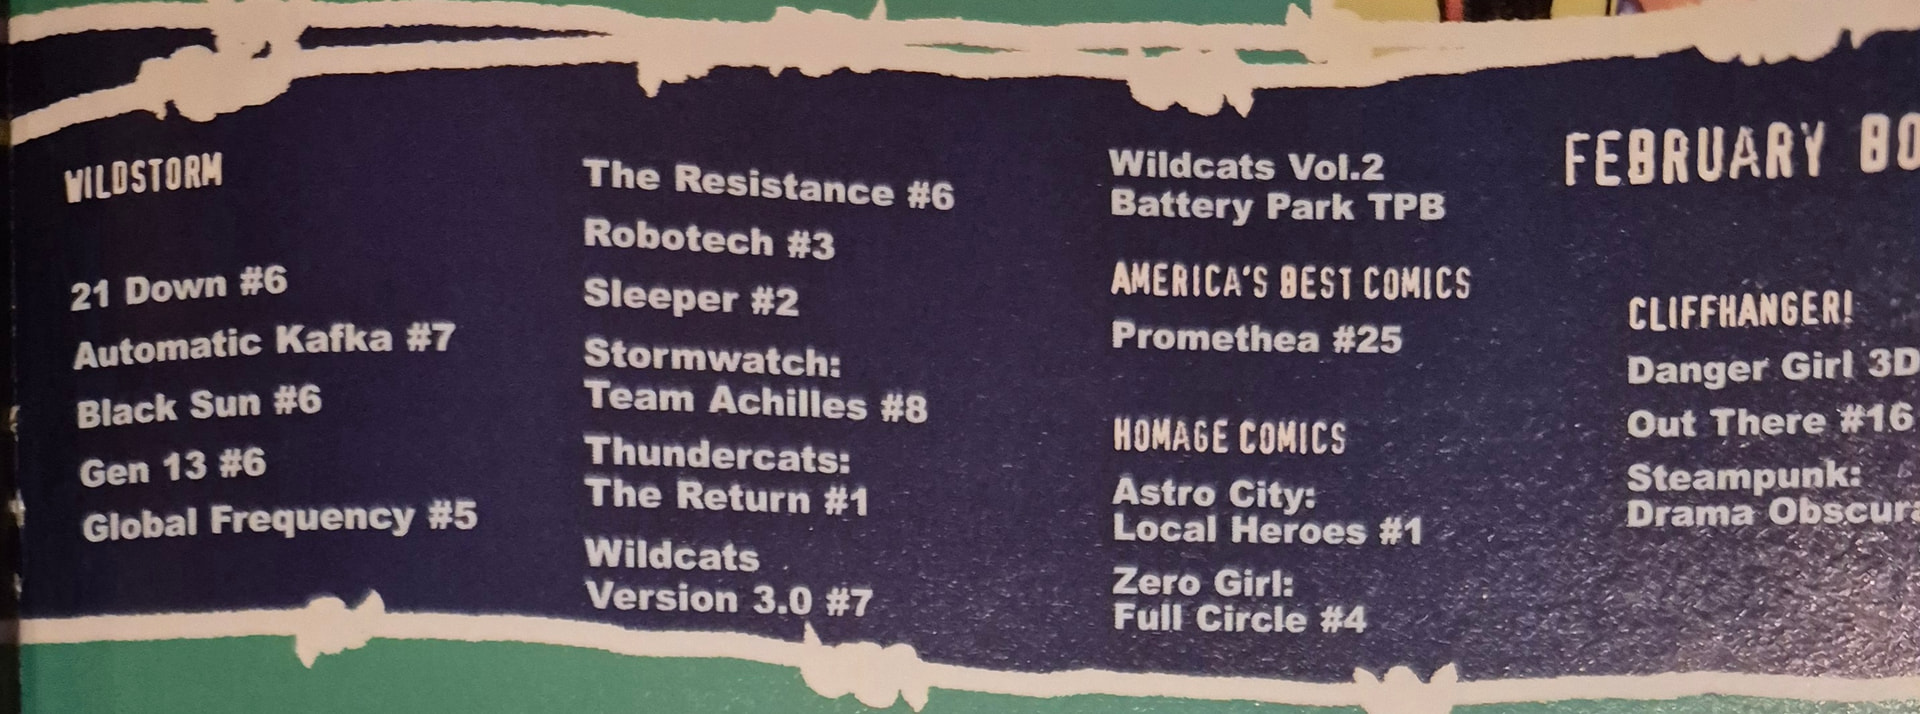 WILDSTORM
21 Down #6
Automatic Kafka #7
Black Sun #6
Gen 13 #6
Global Frequency #5
The Resistance #6
Robotech #3
Sleeper #2
Stormwatch:
Team Achilles #8
Thundercats:
The Return #1
Wildcats
Version 3.0 #7
Wildcats Vol.2
Battery Park TPB
AMERICA'S BEST COMICS
Promethea #25
HOMAGE COMICS
Astro City:
Local Heroes #1
Zero Girl:
Full Circle #4
FEBRUARY
CLIFFHANGER!
Danger Girl 3D
Out There #16
Steampunk:
Drama